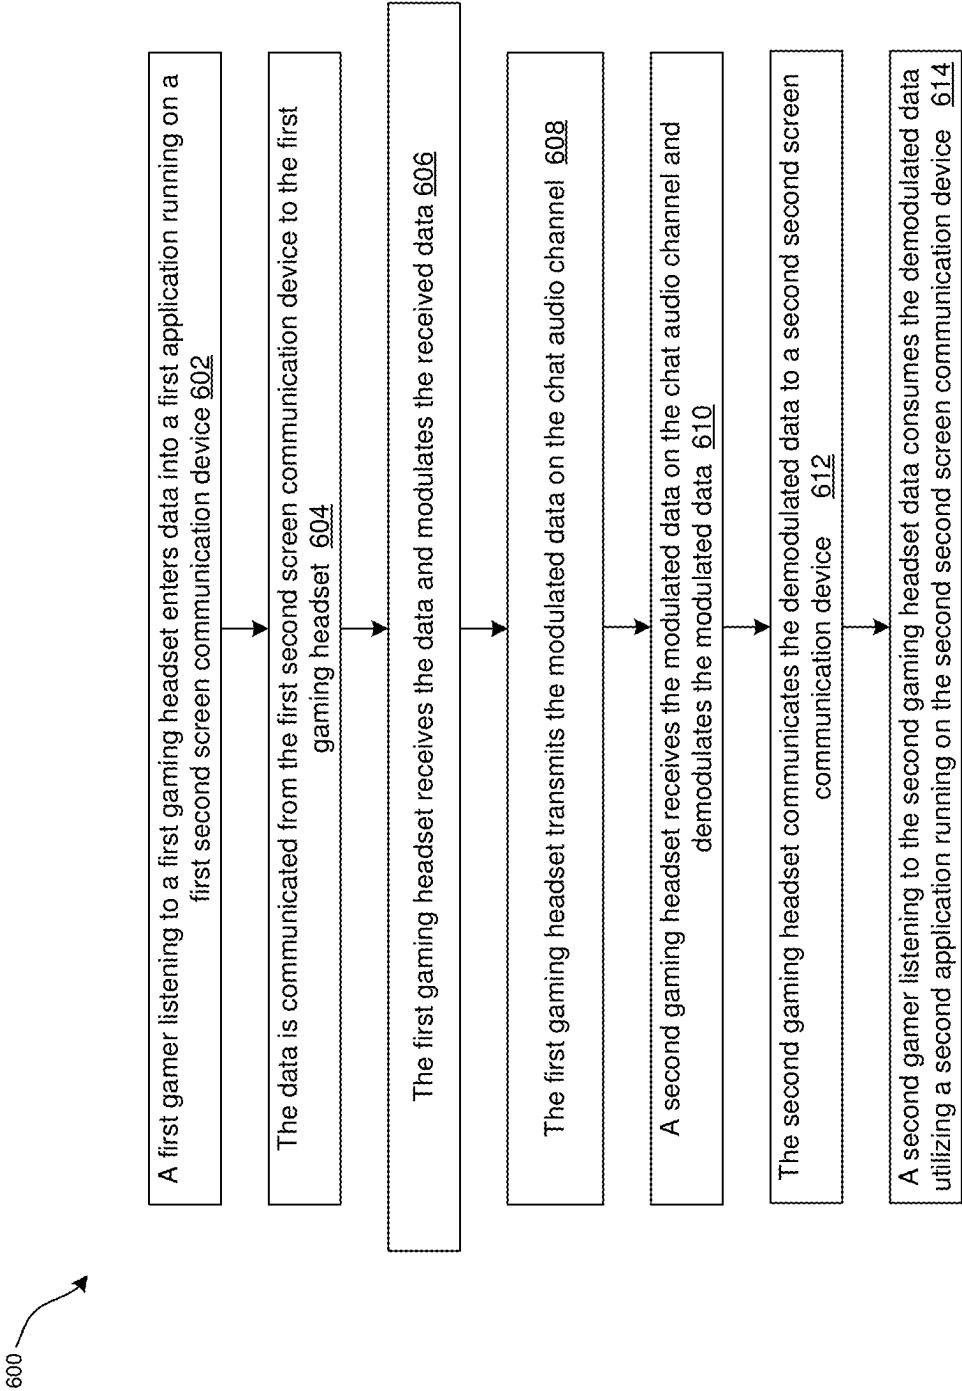 600
A first gamer listening to a first gaming headset enters data into a first application running on a
first second screen communication device 602
The data is communicated from the first second screen communication device to the first
gaming headset 604
The first gaming headset receives the data and modulates the received data 606
The first gaming headset transmits the modulated data on the chat audio channel 608
A second gaming headset receives the modulated data on the chat audio channel and
demodulates the modulated data 610
The second gaming headset communicates the demodulated data to a second second screen
communication device 612
A second gamer listening to the second gaming headset data consumes the demodulated data
utilizing a second application running on the second screen communication device 614